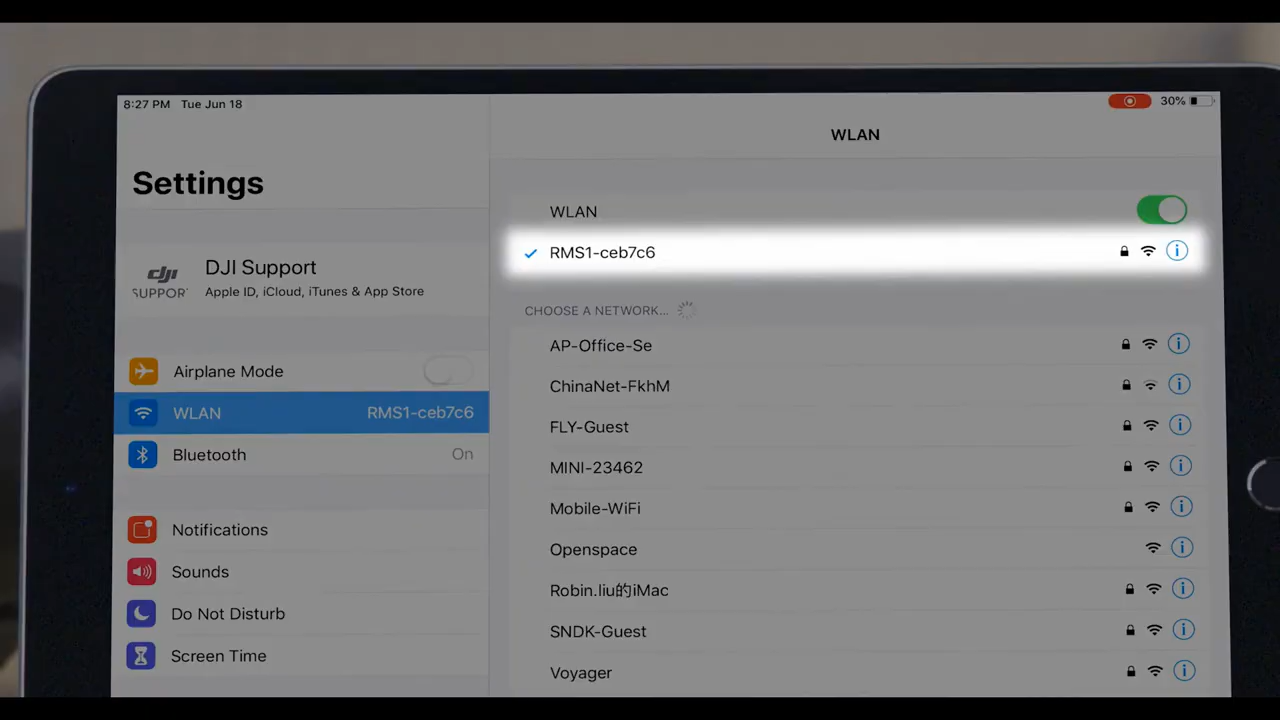 8:27 PM Tue Jun 18
30%
Settings
dji
SUPPORT
DJI Support
Apple ID, iCloud, iTunes & App Store
Airplane Mode
WLAN RMS1-ceb7c6
Bluetooth On
Notifications
Sounds
Do Not Disturb
Screen Time
WLAN
WLAN
RMS1-ceb7c6
CHOOSE A NETWORK...
AP-Office-Se
ChinaNet-FkhM
FLY-Guest
MINI-23462
Mobile-WiFi
Openspace
Robin.liu的iMac
SNDK-Guest
Voyager